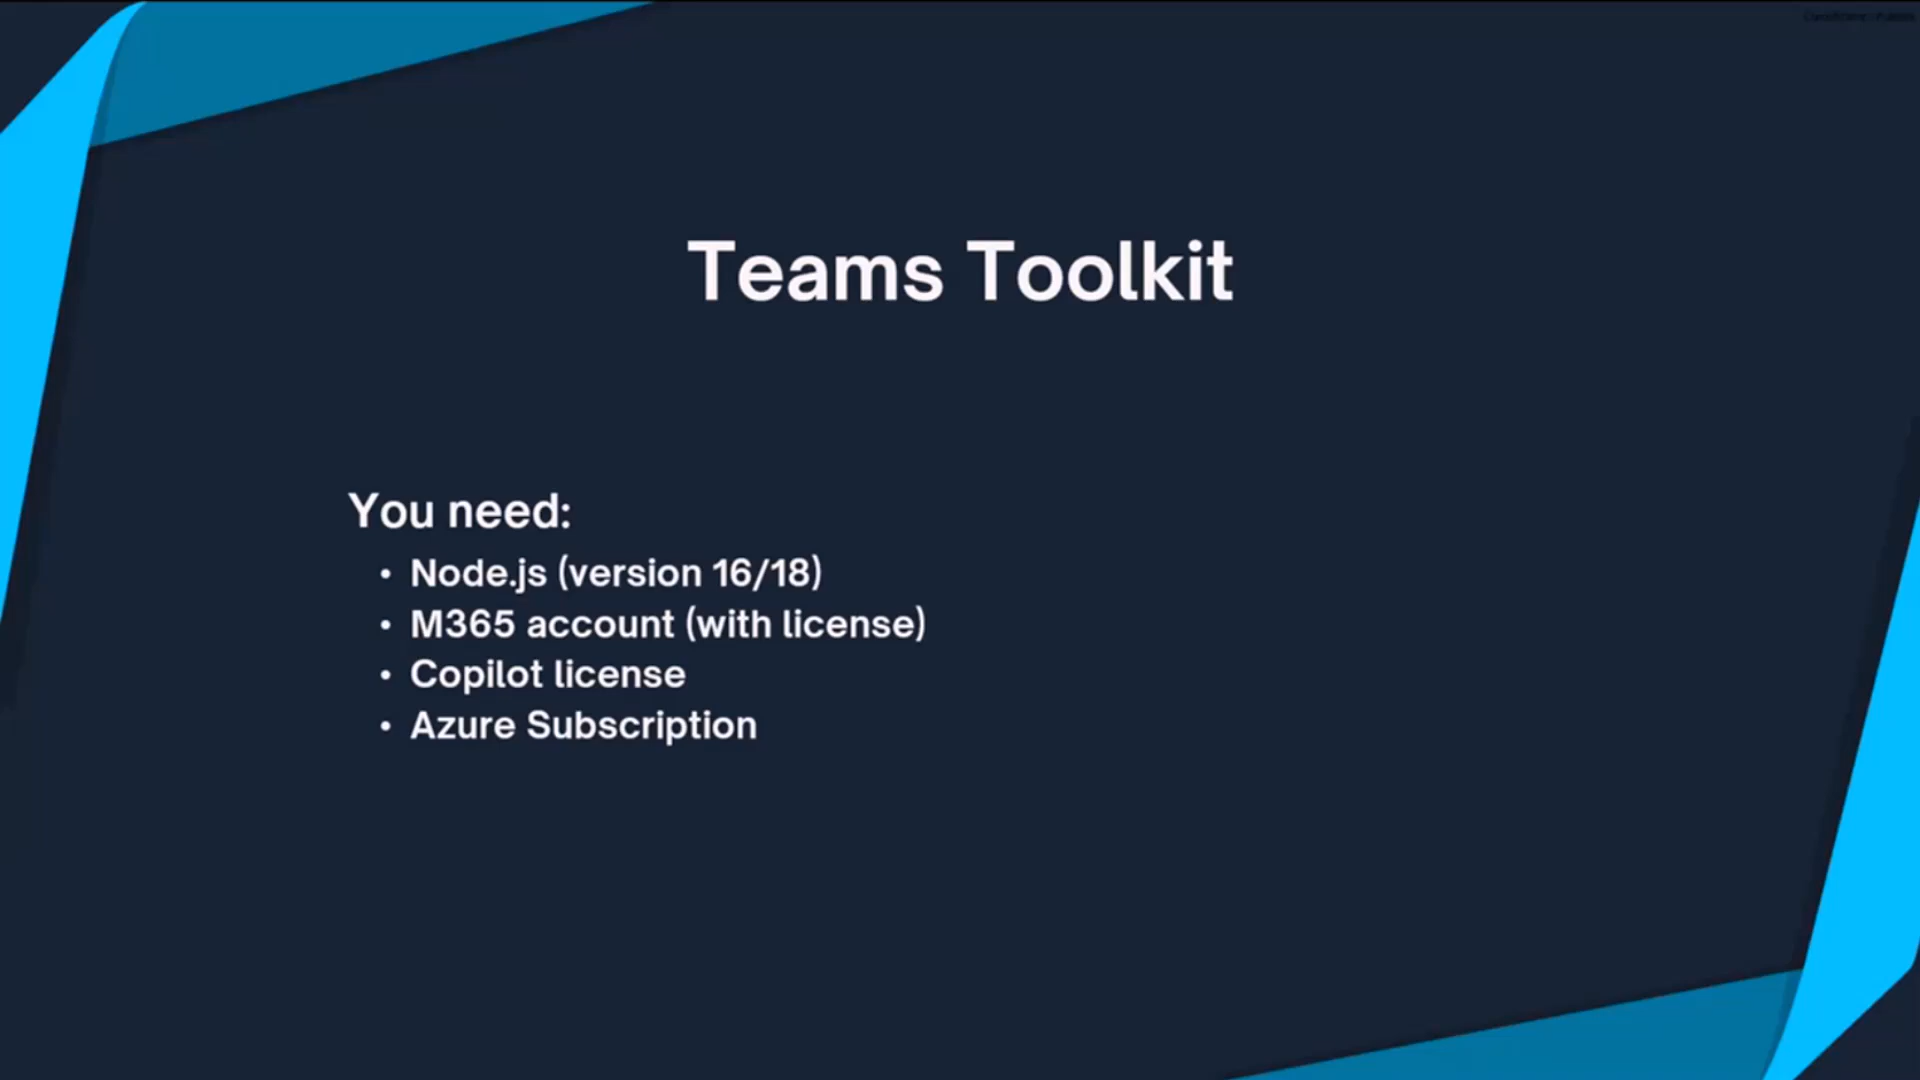 Teams Toolkit
You need:
• Node.js (version 16/18)
• M365 account (with license)
• Copilot license
• Azure Subscription